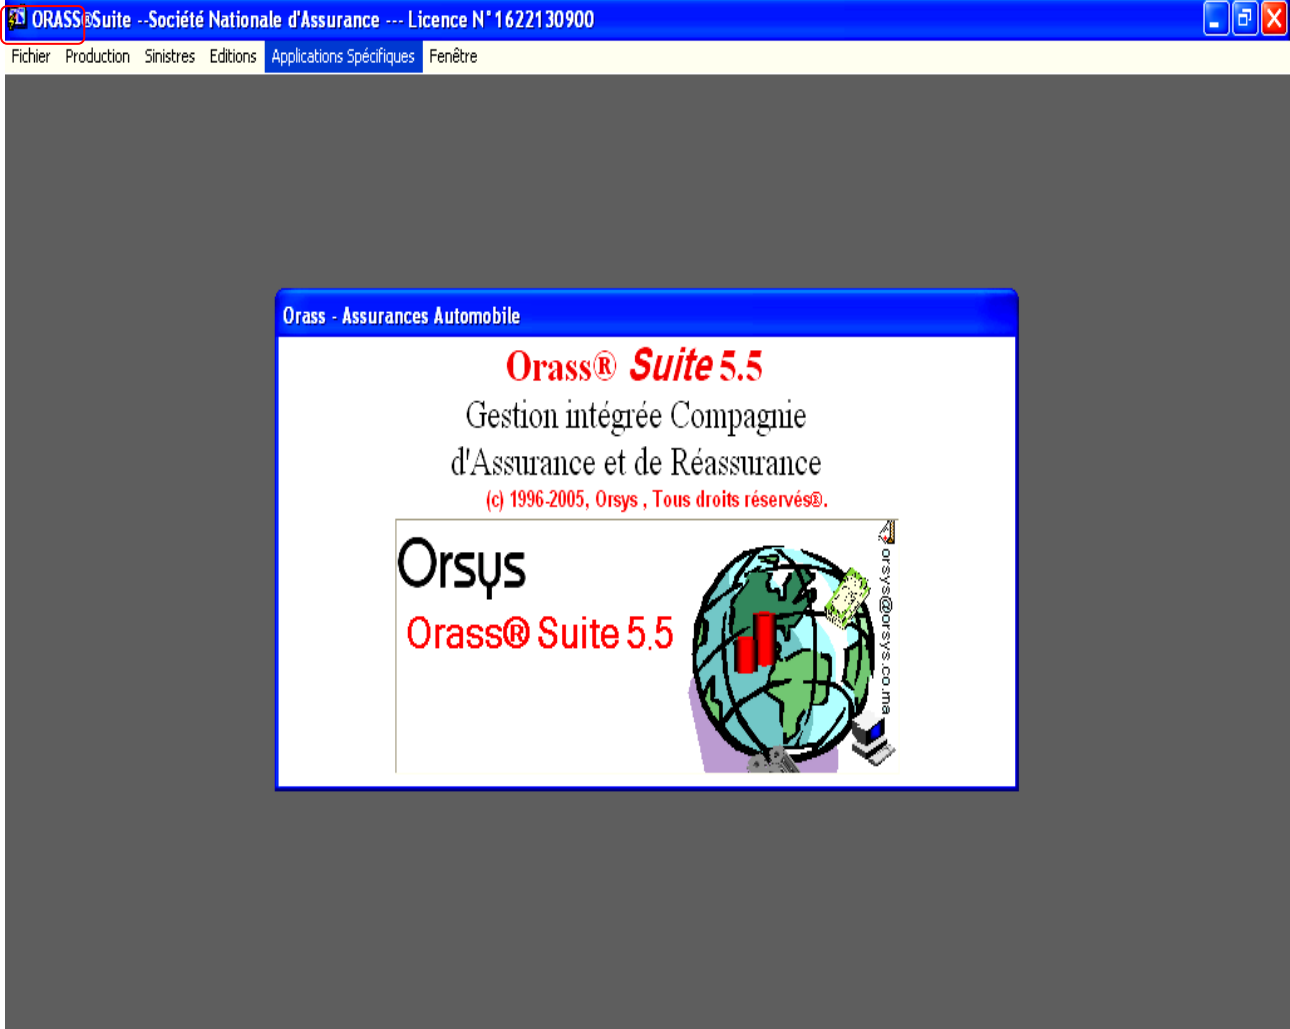 ORASS®Suite --Société Nationale d'Assurance --- Licence N°1622130900
Fichier Production Sinistres Editions Applications Spécifiques Fenêtre
Orass - Assurances Automobile
Orass® Suite 5.5
Gestion intégrée Compagnie
d'Assurance et de Réassurance
(c) 1996-2005, Orsys , Tous droits réservés®.
Orsys
Orass® Suite 5.5
orsys@orsys.co.ma